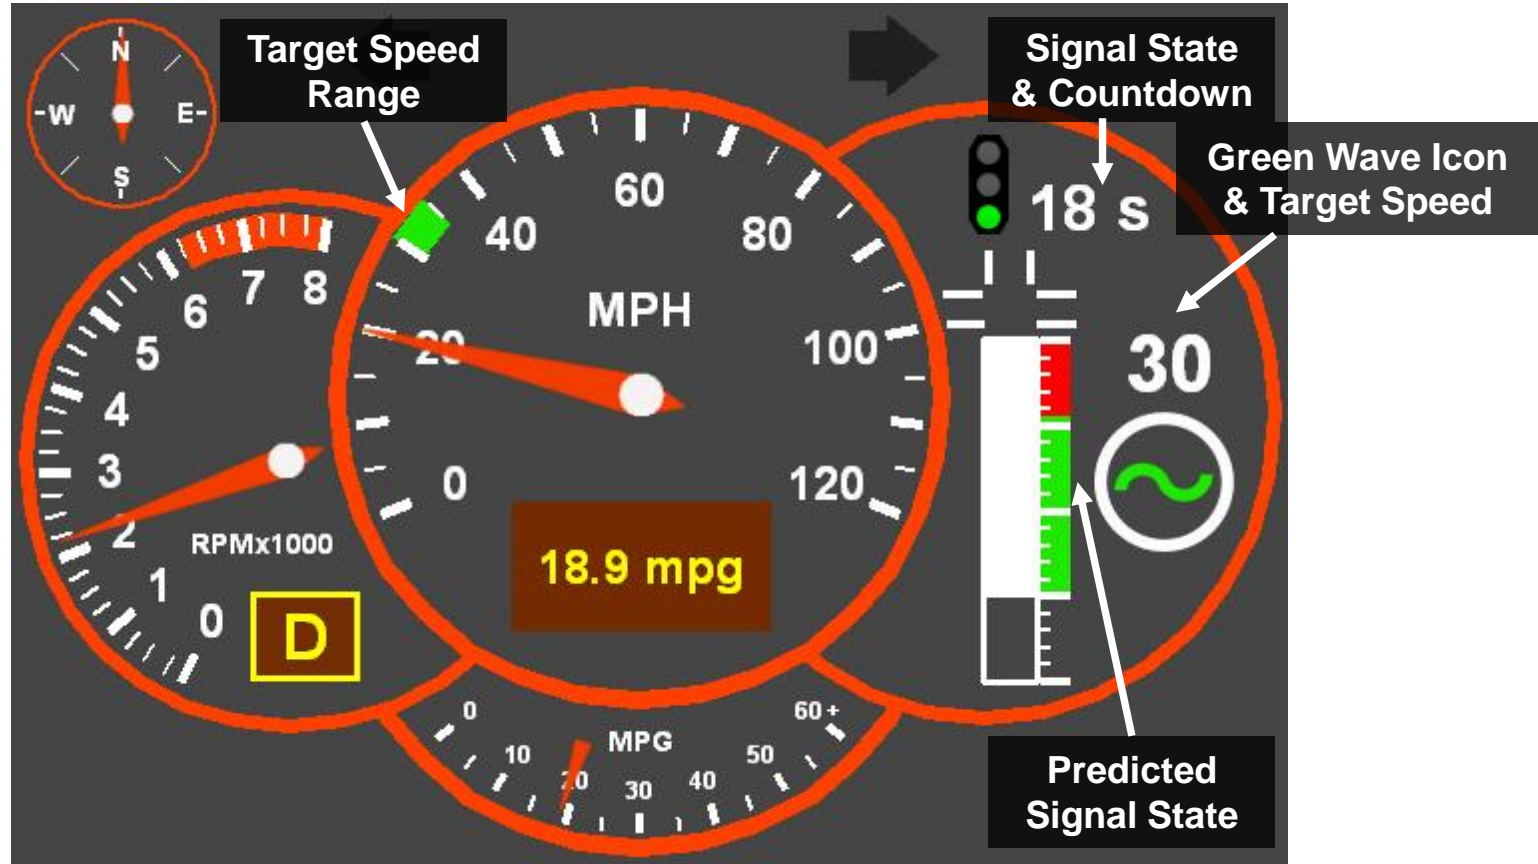 Target Speed
Range
Signal State
& Countdown
Green Wave Icon
& Target Speed
N
-W
E-
S
18 s
30
0
1
2
3
4
5
6
7
8
RPMx1000
D
0
20
40
60
80
100
120
MPH
18.9 mpg
0
10
20
30
40
50
60+
MPG
Predicted
Signal State